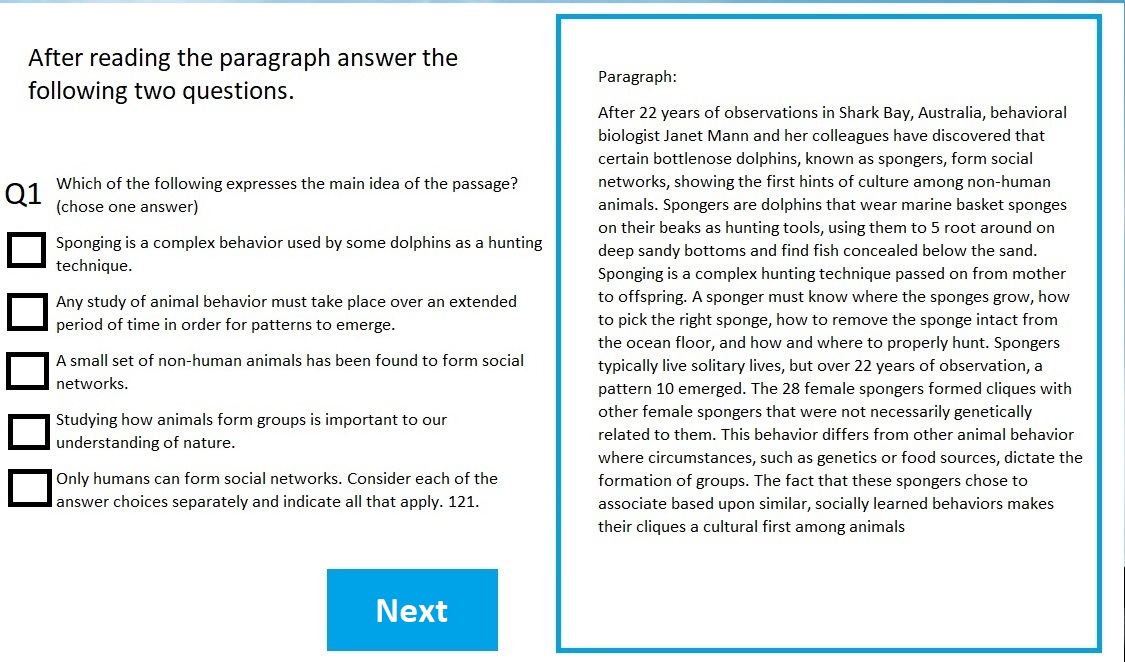 After reading the paragraph answer the
following two questions.
Q1
Which of the following expresses the main idea of the passage?
(chose one answer)
Sponging is a complex behavior used by some dolphins as a hunting
technique.
Any study of animal behavior must take place over an extended
period of time in order for patterns to emerge.
A small set of non-human animals has been found to form social
networks.
Studying how animals form groups is important to our
understanding of nature.
Only humans can form social networks. Consider each of the
answer choices separately and indicate all that apply. 121.
Next
Paragraph:
After 22 years of observations in Shark Bay, Australia, behavioral
biologist Janet Mann and her colleagues have discovered that
certain bottlenose dolphins, known as spongers, form social
networks, showing the first hints of culture among non-human
animals. Spongers are dolphins that wear marine basket sponges
on their beaks as hunting tools, using them to 5 root around on
deep sandy bottoms and find fish concealed below the sand.
Sponging is a complex hunting technique passed on from mother
to offspring. A sponger must know where the sponges grow, how
to pick the right sponge, how to remove the sponge intact from
the ocean floor, and how and where to properly hunt. Spongers
typically live solitary lives, but over 22 years of observation, a
pattern 10 emerged. The 28 female spongers formed cliques with
other female spongers that were not necessarily genetically
related to them. This behavior differs from other animal behavior
where circumstances, such as genetics or food sources, dictate the
formation of groups. The fact that these spongers chose to
associate based upon similar, socially learned behaviors makes
their cliques a cultural first among animals